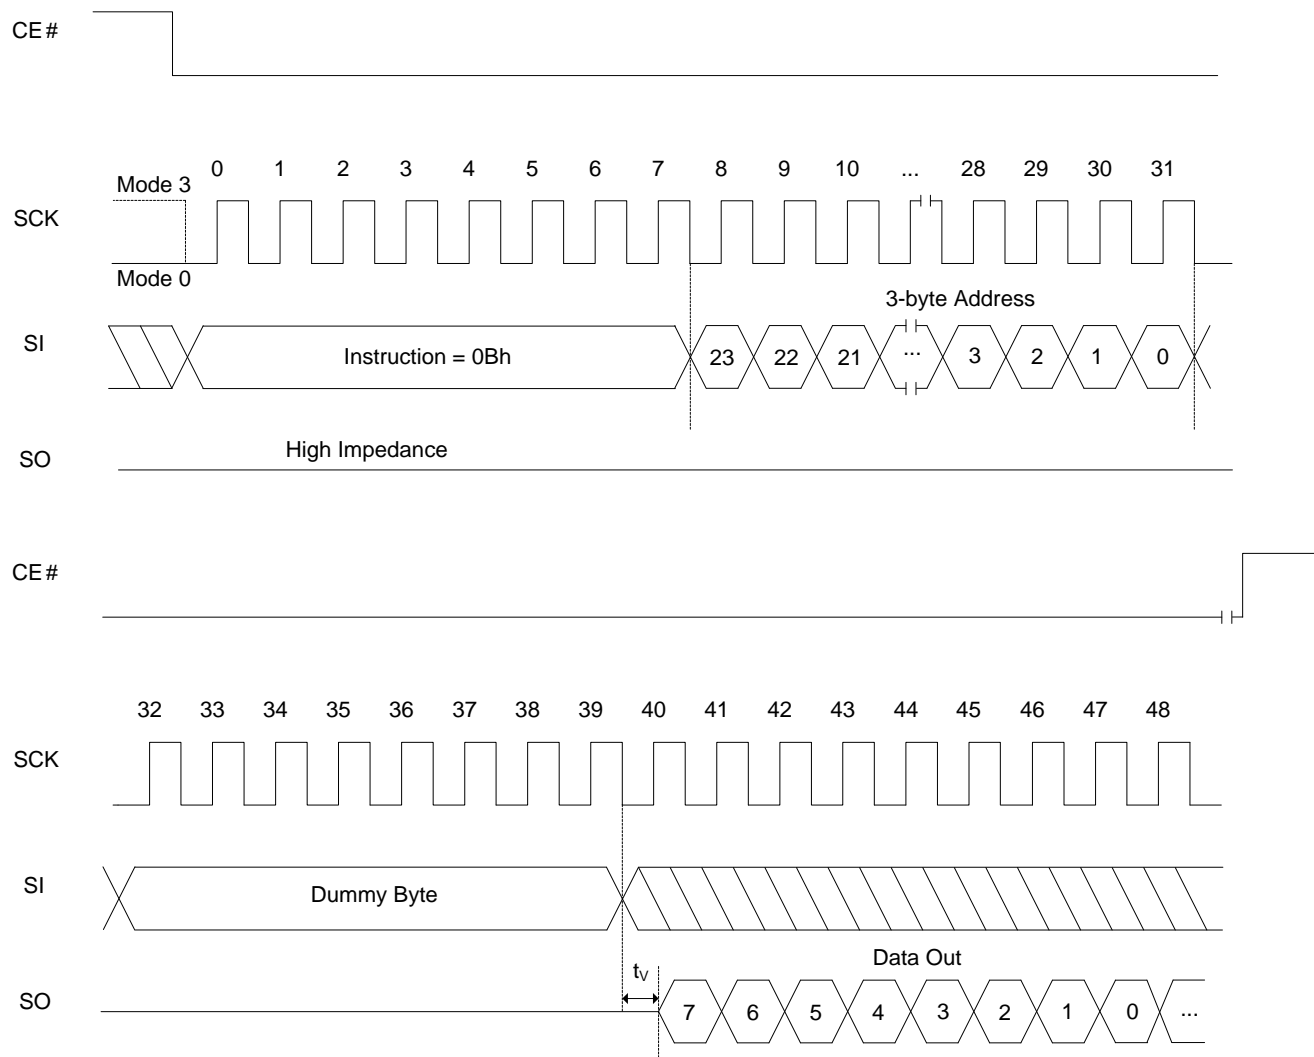 CE#
0 1 2 3 4 5 6 7 8 9 10 ... 28 29 30 31
Mode 3
SCK
Mode 0
3-byte Address
SI
Instruction = 0Bh
23 22 21 ... 3 2 1 0
High Impedance
SO
CE#
32 33 34 35 36 37 38 39 40 41 42 43 44 45 46 47 48
SCK
SI
Dummy Byte
Data Out
tV
SO
7 6 5 4 3 2 1 0 ...